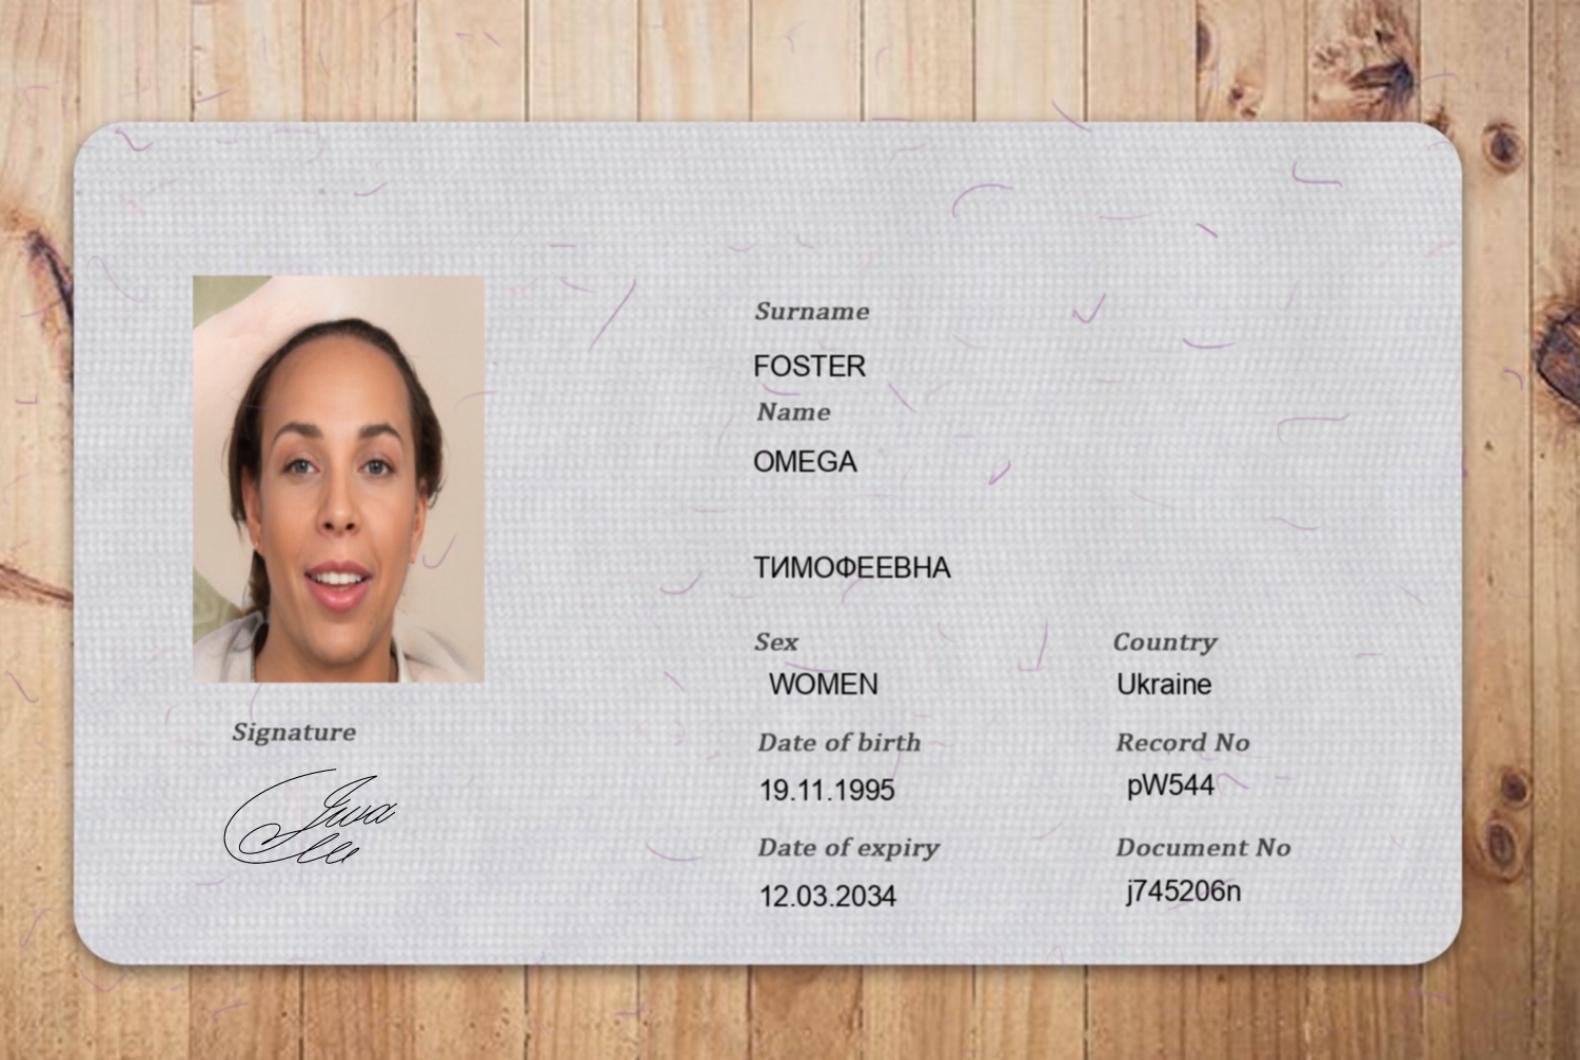 Surname
FOSTER
Name
OMEGA
ТИМОФЕЕВНА
Sex
WOMEN
Country
Ukraine
Date of birth
19.11.1995
Record No
pW544
Date of expiry
12.03.2034
Document No
j745206n
Signature